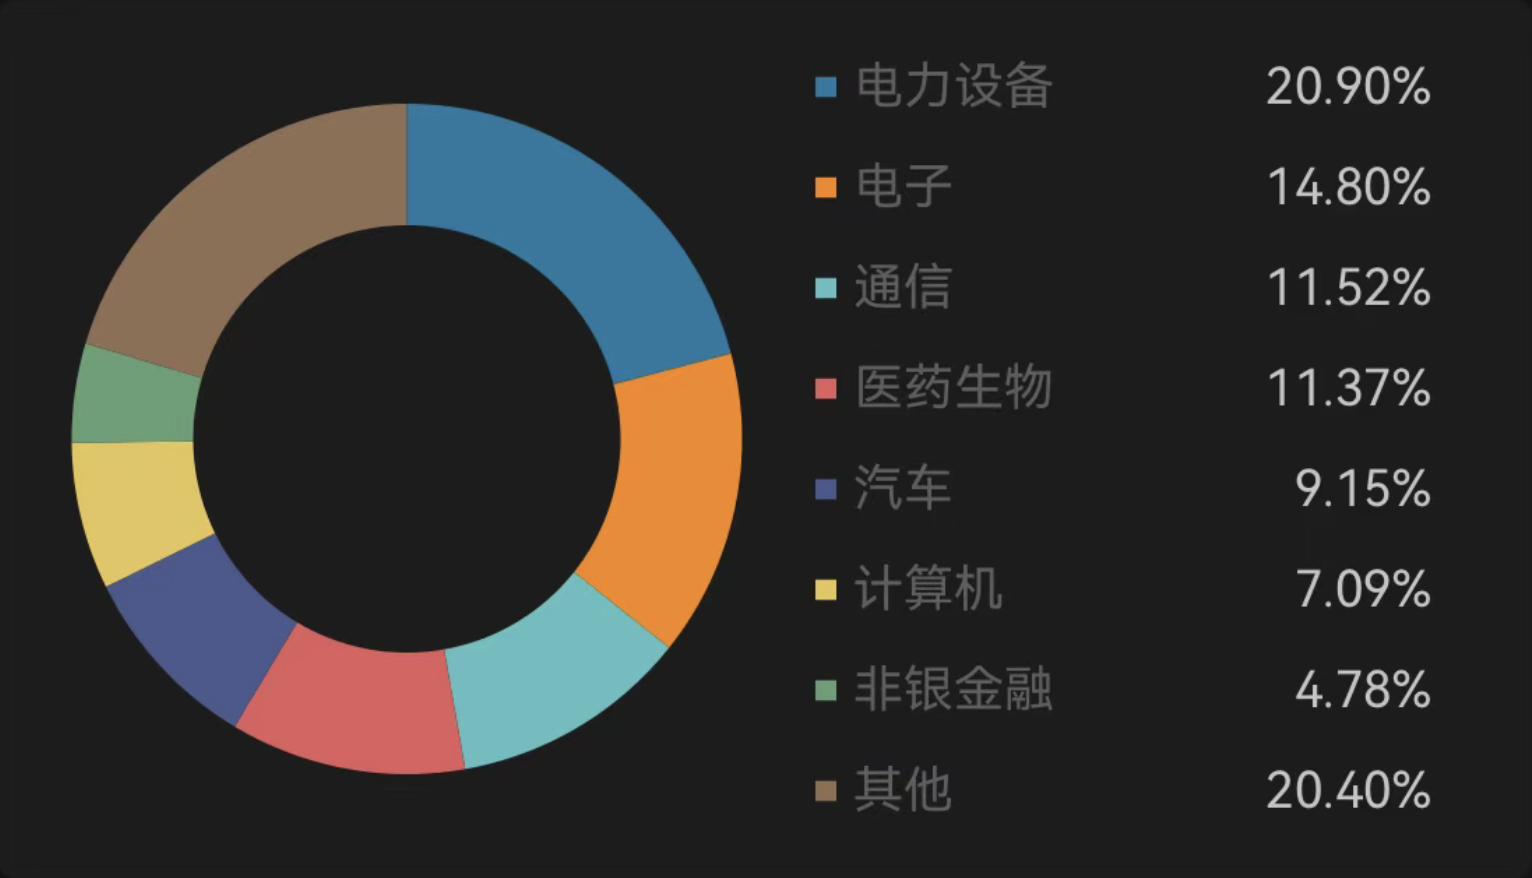 电力设备 20.90%
电子 14.80%
通信 11.52%
医药生物 11.37%
汽车 9.15%
计算机 7.09%
非银金融 4.78%
其他 20.40%